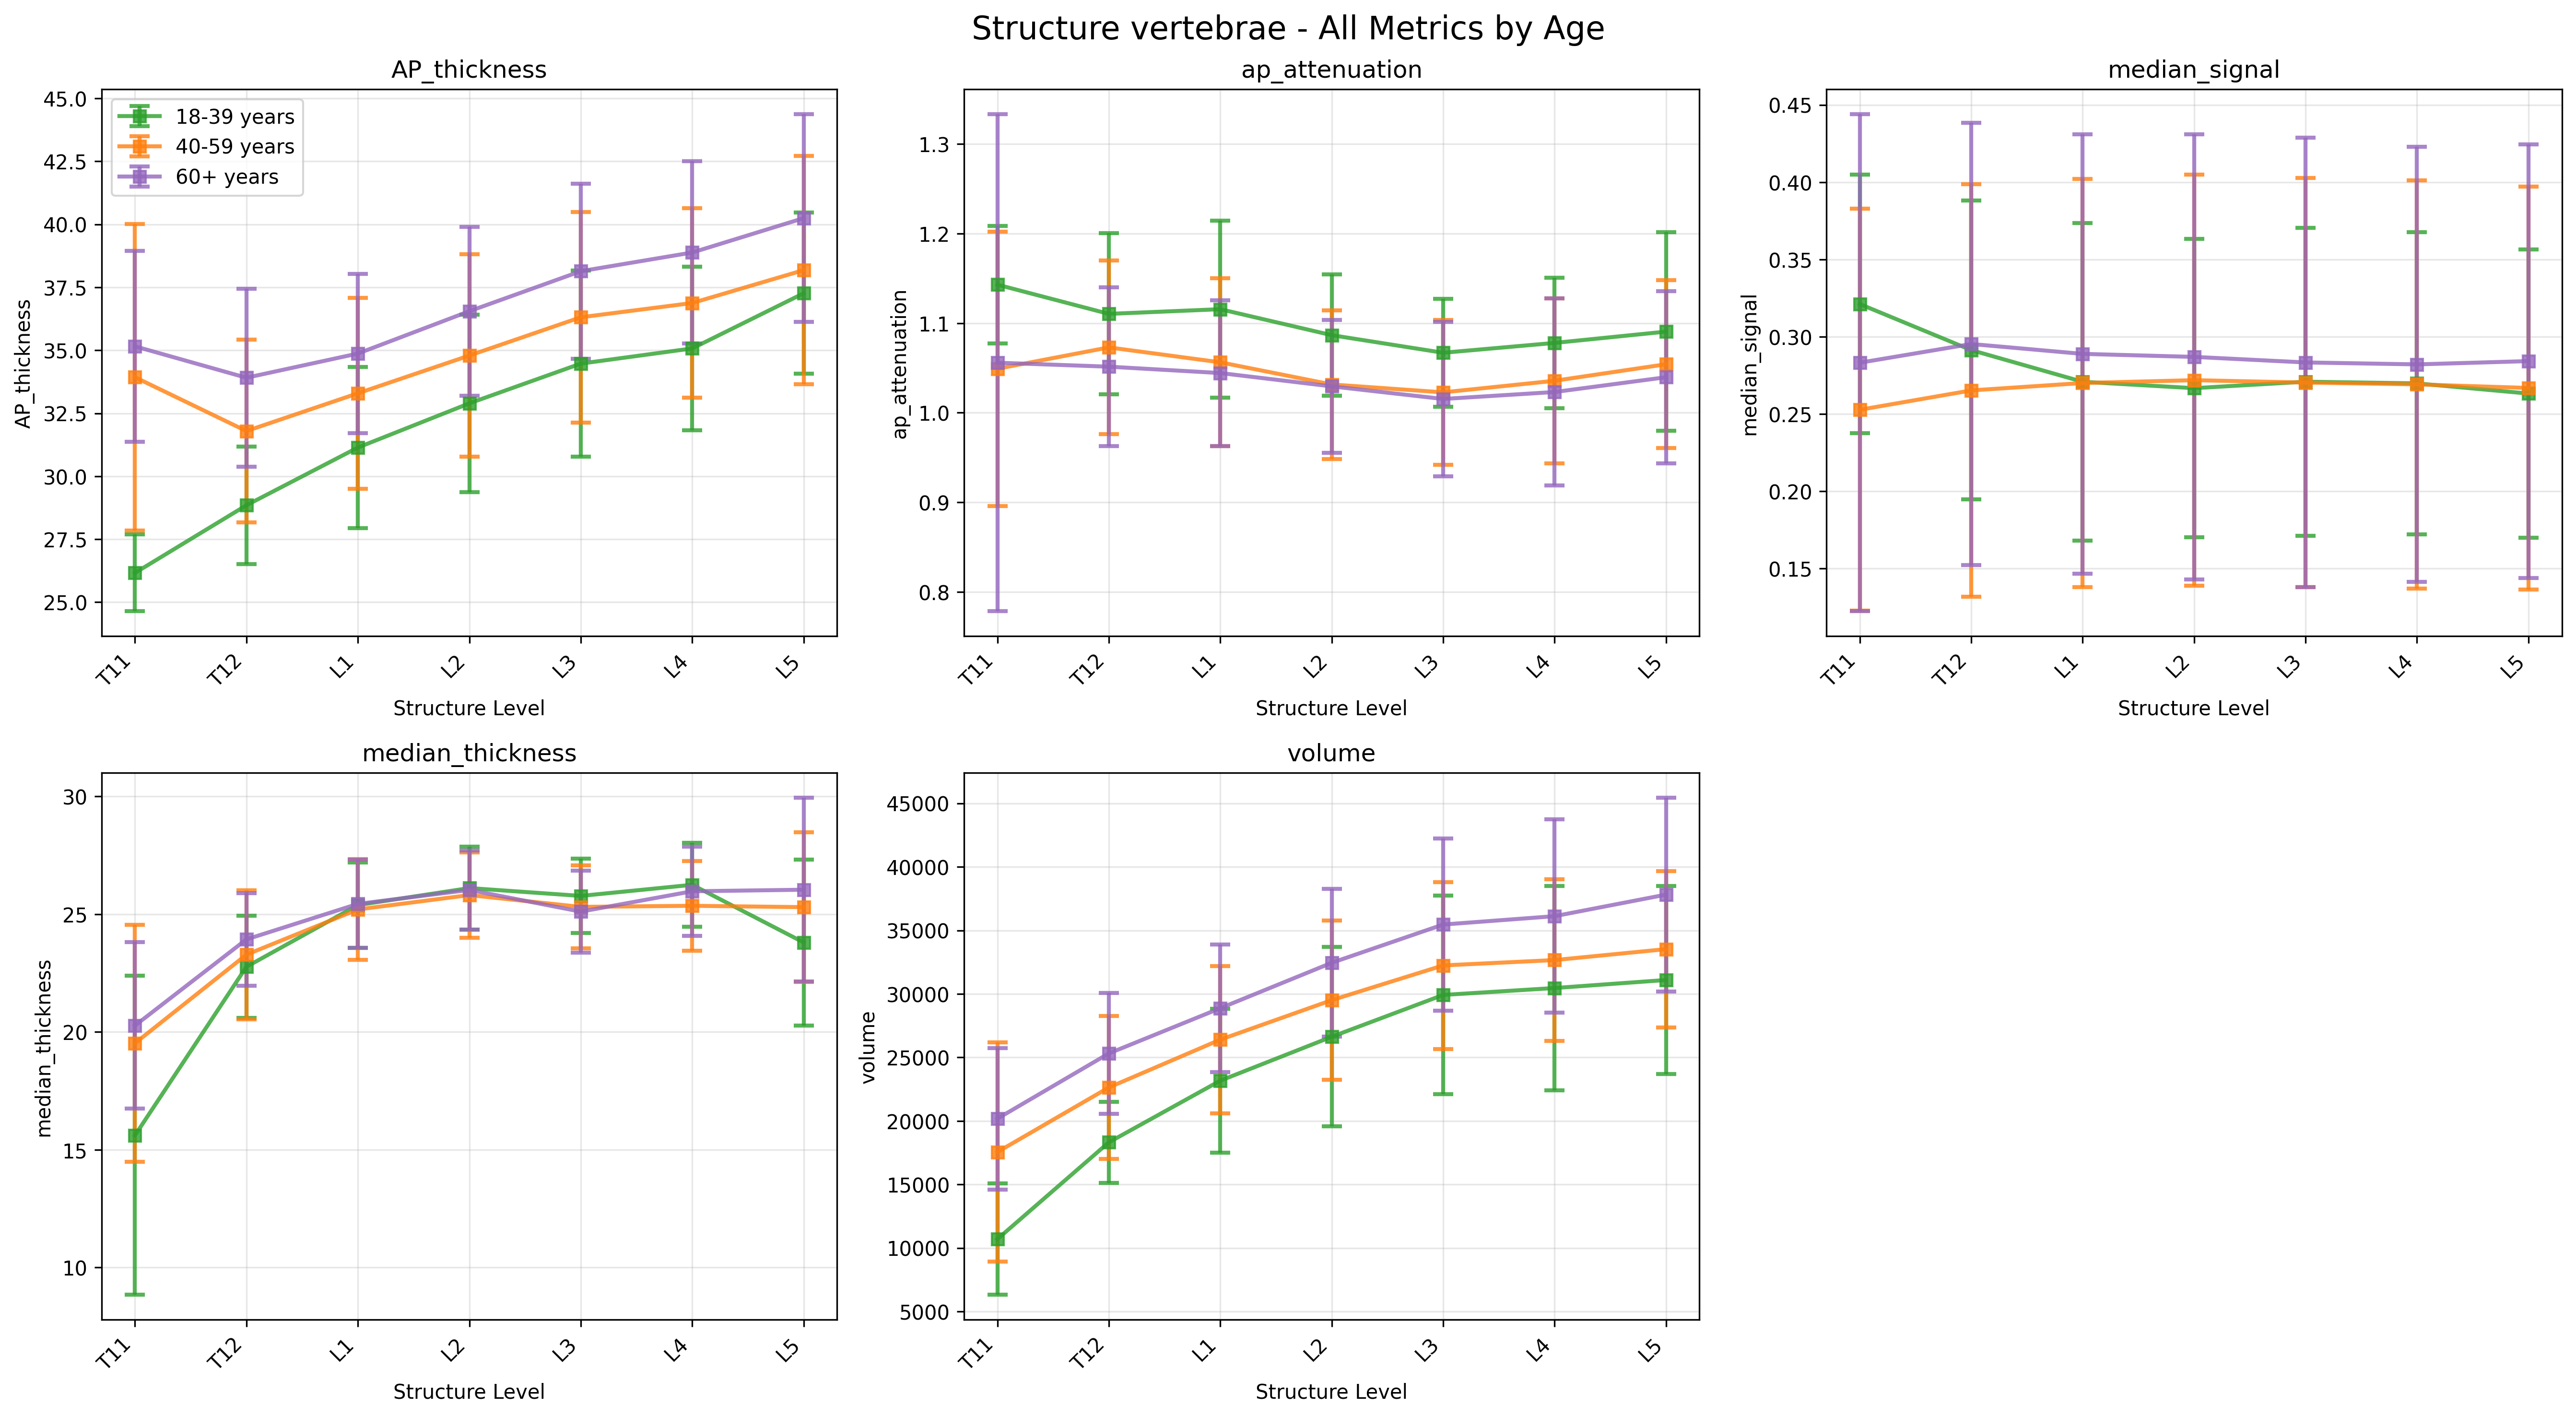 Structure vertebrae - All Metrics by Age
AP_thickness
AP_thickness
45.0
42.5
40.0
37.5
35.0
32.5
30.0
27.5
25.0
18-39 years
40-59 years
60+ years
T11
T12
L1
L2
L3
L4
L5
Structure Level
ap_attenuation
ap_attenuation
1.3
1.2
1.1
1.0
0.9
0.8
T11
T12
L1
L2
L3
L4
L5
Structure Level
median_signal
median_signal
0.45
0.40
0.35
0.30
0.25
0.20
0.15
T11
T12
L1
L2
L3
L4
L5
Structure Level
median_thickness
median_thickness
30
25
20
15
10
T11
T12
L1
L2
L3
L4
L5
Structure Level
volume
volume
45000
40000
35000
30000
25000
20000
15000
10000
5000
T11
T12
L1
L2
L3
L4
L5
Structure Level